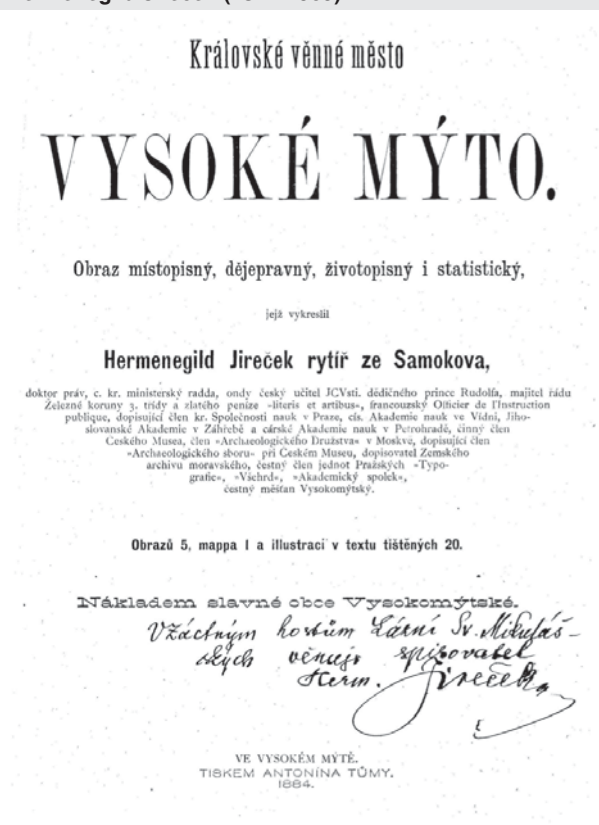 Královské věnné město
VYSOKÉ MÝTO.
Obraz místopisný, dějepravný, životopisný i statistický,
jejž vykreslil
Hermenegild Jireček rytíř ze Samokova,
doktor práv, c. kr. ministerský radda, ondy český učitel JCVsti. dědičného prince Rudolfa, majitel řádu
Železné koruny 3. třídy a zlatého peníze »literis et artibus«, francouzský Officier de l'Instruction
publique, dopisující člen kr. Společnosti nauk v Praze, cís. Akademie nauk ve Vídni, Jiho-
slovanské Akademie v Záhřebě a cárské Akademie nauk v Petrohradě, činný člen
Českého Musea, člen »Archaeologického Družstva« v Moskvě, dopisující člen
»Archaeologického sboru« při Českém Museu, dopisovatel Zemského
archivu moravského, čestný člen jednot Pražských »Typo-
grafie«, »Všehrd«, »Akademický spolek«,
čestný měšťan Vysokomýtský.
Obrazů 5, mappa I a illustrací v textu tištěných 20.
Nákladem slavné obce Vysokomýtské.
Vzáctným hostům Lázní Sv. Mikuláš-
ských věnuje spisovatel
Herm. Jireček
VE VYSOKÉM MÝTĚ.
TISKEM ANTONÍNA TŮMY.
1884.